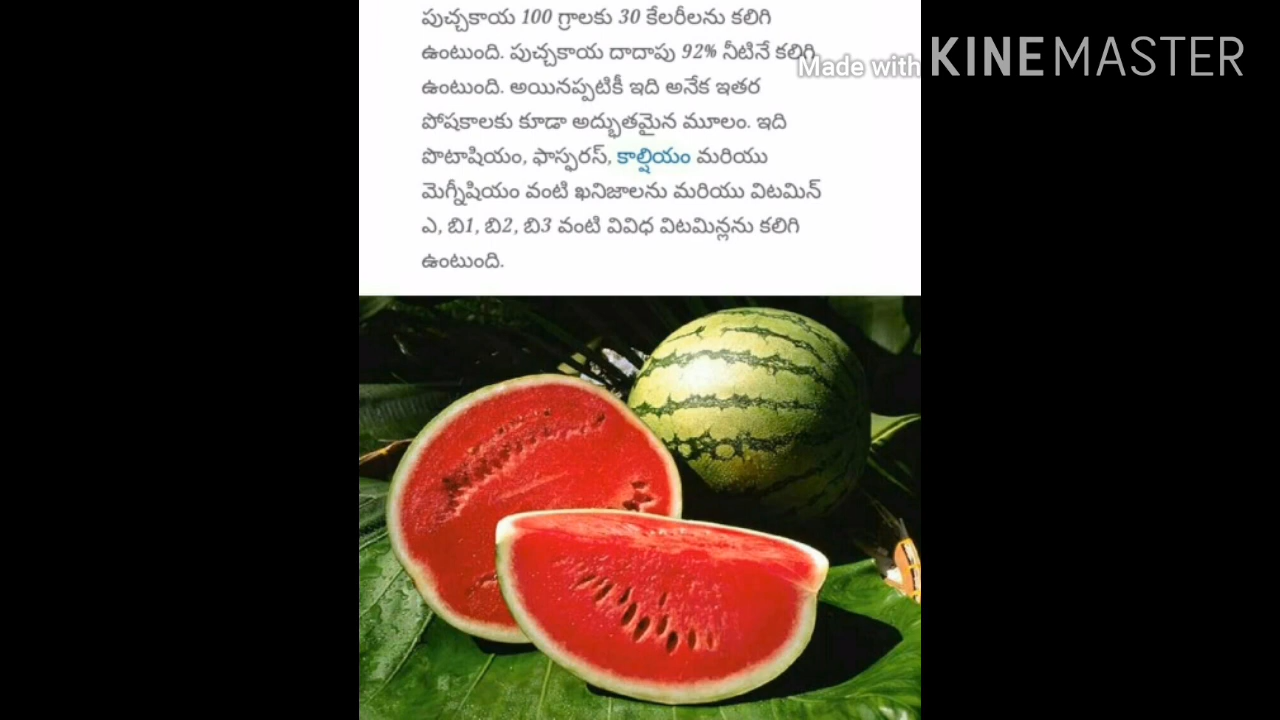 పుచ్చకాయ 100 గ్రాలకు 30 కేలరీలను కలిగి
ఉంటుంది. పుచ్చకాయ దాదాపు 92% నీటినే కలిగి
ఉంటుంది. అయినప్పటికీ ఇది అనేక ఇతర
పోషకాలకు కూడా అద్భుతమైన మూలం. ఇది
పొటాషియం, ఫాస్ఫరస్, కాల్షియం మరియు
మెగ్నీషియం వంటి ఖనిజాలను మరియు విటమిన్
ఎ, బి1, బి2, బి3 వంటి వివిధ విటమిన్లను కలిగి
ఉంటుంది.
Made with KINEMASTER